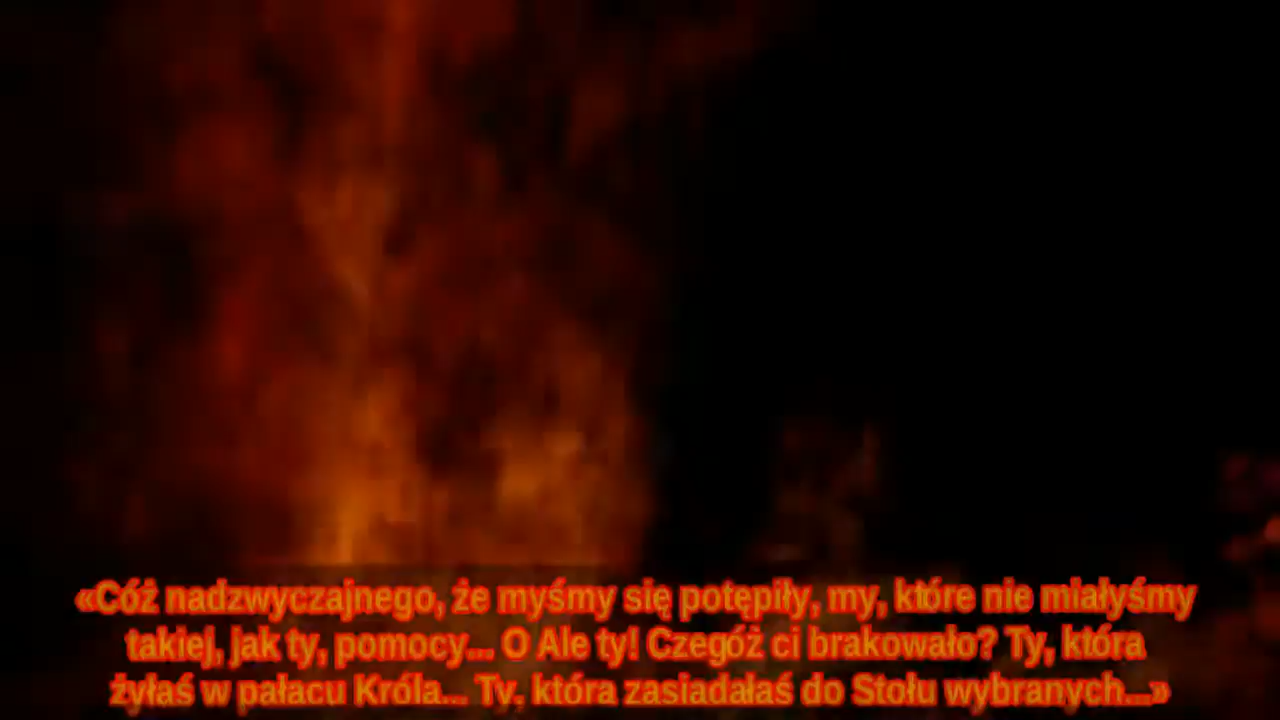 «Cóż nadzwyczajnego, że myśmy się potępiły, my, które nie miałyśmy
takiej, jak ty, pomocy... O Ale ty! Czegóż ci brakowało? Ty, która
żyłaś w pałacu Króla... Ty, która zasiadałaś do Stołu wybranych...»